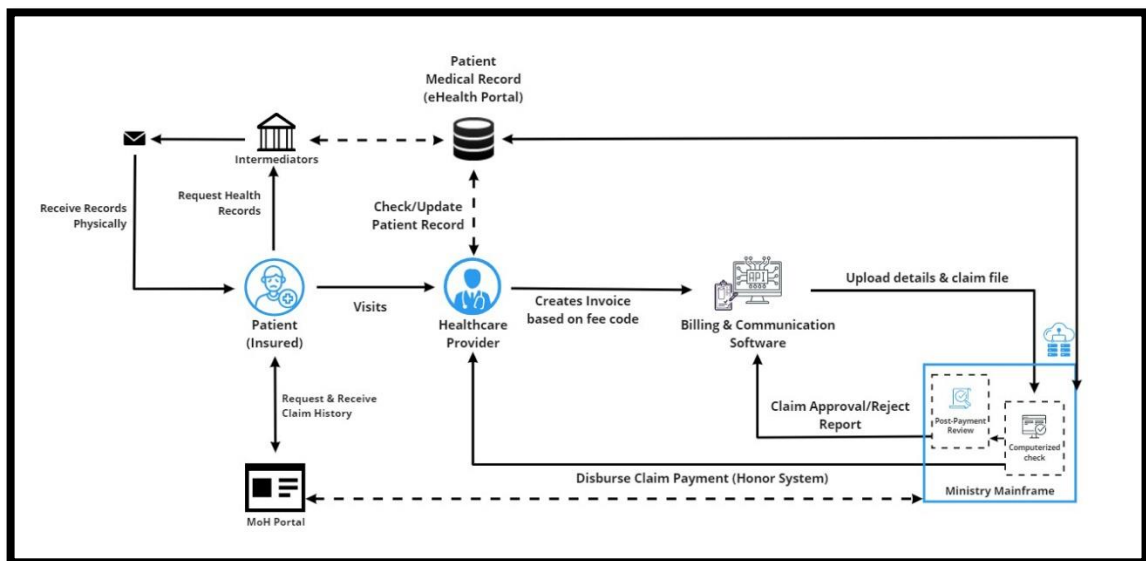 Patient
Medical Record
(eHealth Portal)
Intermediators
Request Health
Records
Receive Records
Physically
Check/Update
Patient Record
Patient
(Insured)
Visits
Healthcare
Provider
Creates Invoice
based on fee code
API
Billing & Communication
Software
Upload details & claim file
Request & Receive
Claim History
Claim Approval/Reject
Report
Post-Payment
Review
Computerized
check
Disburse Claim Payment (Honor System)
Ministry Mainframe
MoH Portal